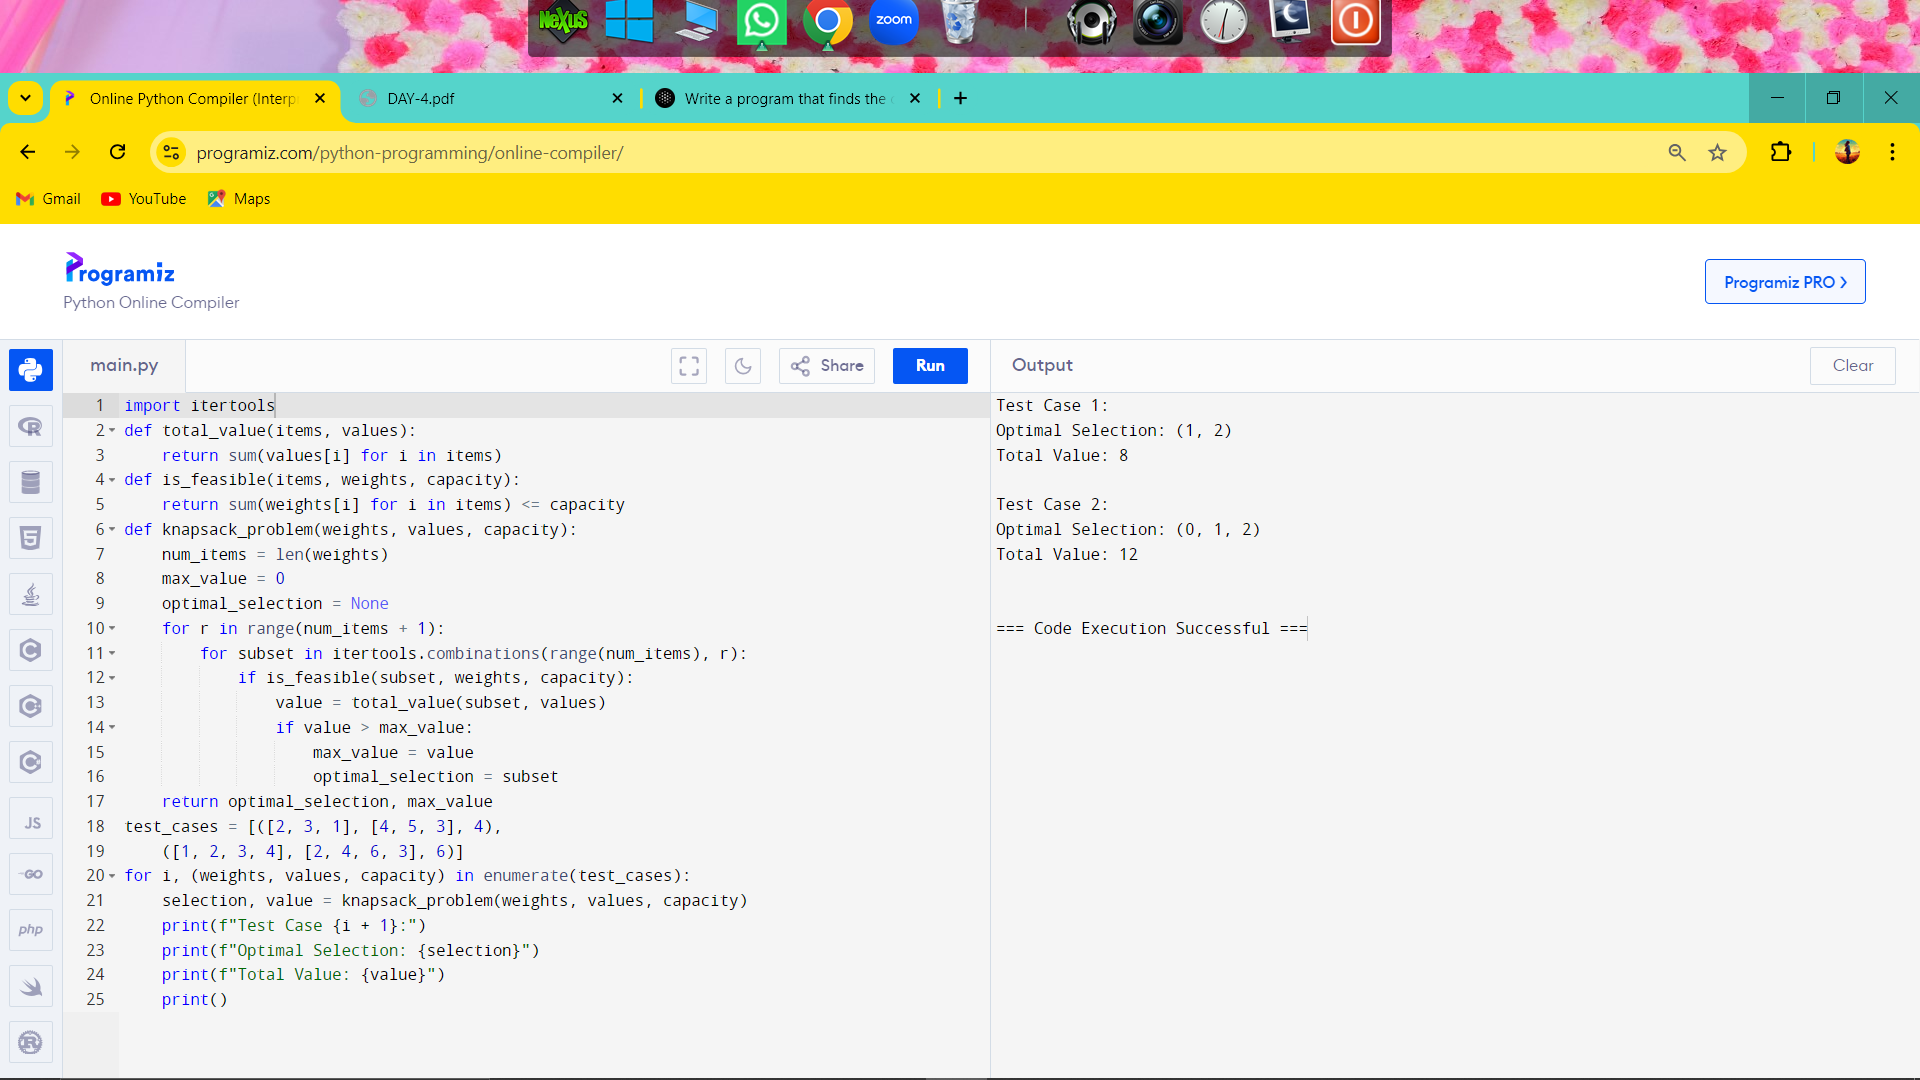 NeXuS
zoom
Online Python Compiler (Interp
DAY-4.pdf
Write a program that finds the
programiz.com/python-programming/online-compiler/
Gmail
YouTube
Maps
Programiz
Python Online Compiler
Programiz PRO >
main.py
Share
Run
Output
Clear
1 import itertools
2 def total_value(items, values):
3     return sum(values[i] for i in items)
4 def is_feasible(items, weights, capacity):
5     return sum(weights[i] for i in items) <= capacity
6 def knapsack_problem(weights, values, capacity):
7     num_items = len(weights)
8     max_value = 0
9     optimal_selection = None
10     for r in range(num_items + 1):
11         for subset in itertools.combinations(range(num_items), r):
12             if is_feasible(subset, weights, capacity):
13                 value = total_value(subset, values)
14                 if value > max_value:
15                     max_value = value
16                     optimal_selection = subset
17     return optimal_selection, max_value
18 test_cases = [([2, 3, 1], [4, 5, 3], 4),
19     ([1, 2, 3, 4], [2, 4, 6, 3], 6)]
20 for i, (weights, values, capacity) in enumerate(test_cases):
21     selection, value = knapsack_problem(weights, values, capacity)
22     print(f"Test Case {i + 1}:")
23     print(f"Optimal Selection: {selection}")
24     print(f"Total Value: {value}")
25     print()
Test Case 1:
Optimal Selection: (1, 2)
Total Value: 8
Test Case 2:
Optimal Selection: (0, 1, 2)
Total Value: 12
=== Code Execution Successful ===
JS
GO
php